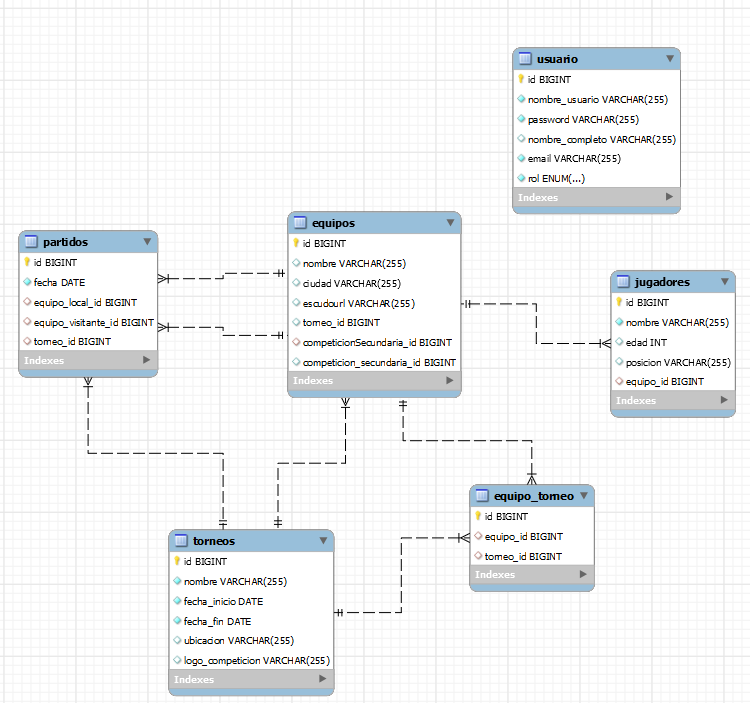 usuario
id BIGINT
nombre_usuario VARCHAR(255)
password VARCHAR(255)
nombre_completo VARCHAR(255)
email VARCHAR(255)
rol ENUM(...)
Indexes
equipos
id BIGINT
nombre VARCHAR(255)
ciudad VARCHAR(255)
escudourl VARCHAR(255)
torneo_id BIGINT
competicionSecundaria_id BIGINT
competicion_secundaria_id BIGINT
Indexes
partidos
id BIGINT
fecha DATE
equipo_local_id BIGINT
equipo_visitante_id BIGINT
torneo_id BIGINT
Indexes
jugadores
id BIGINT
nombre VARCHAR(255)
edad INT
posicion VARCHAR(255)
equipo_id BIGINT
Indexes
equipo_torneo
id BIGINT
equipo_id BIGINT
torneo_id BIGINT
Indexes
torneos
id BIGINT
nombre VARCHAR(255)
fecha_inicio DATE
fecha_fin DATE
ubicacion VARCHAR(255)
logo_competicion VARCHAR(255)
Indexes